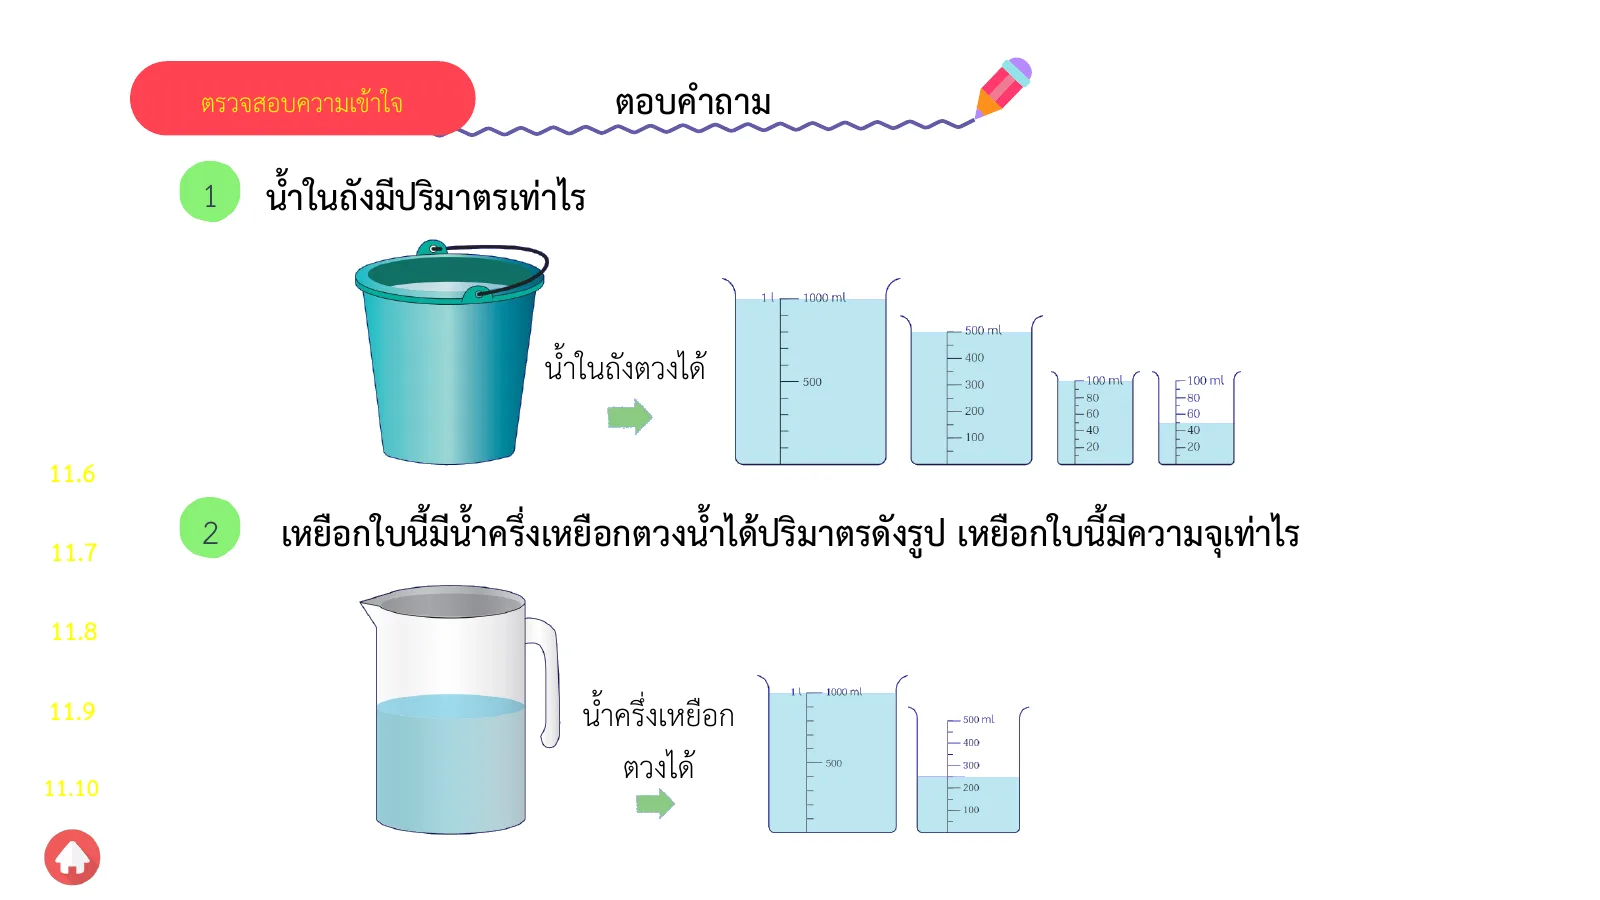 ตรวจสอบความเข้าใจ
ตอบคำถาม
1
น้ำในถังมีปริมาตรเท่าไร
น้ำในถังตวงได้
1 l
1000 ml
500
500 ml
400
300
200
100
100 ml
80
60
40
20
100 ml
80
60
40
20
11.6
2
เหยือกใบนี้มีน้ำครึ่งเหยือกตวงน้ำได้ปริมาตรดังรูป เหยือกใบนี้มีความจุเท่าไร
11.7
11.8
11.9
11.10
น้ำครึ่งเหยือก
ตวงได้
1 l
1000 ml
500
500 ml
400
300
200
100